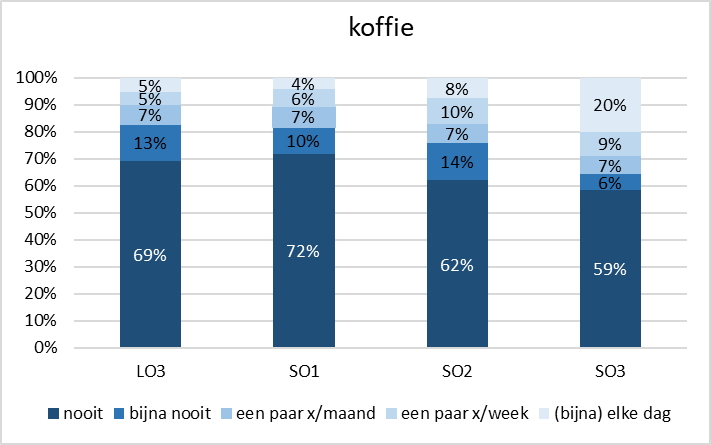 koffie
100%
90%
80%
70%
60%
50%
40%
30%
20%
10%
0%
5% 4% 8% 20%
5% 6% 10% 9%
7% 7% 7% 7%
13% 10% 14% 6%
69% 72% 62% 59%
LO3 SO1 SO2 SO3
nooit bijna nooit een paar x/maand een paar x/week (bijna) elke dag